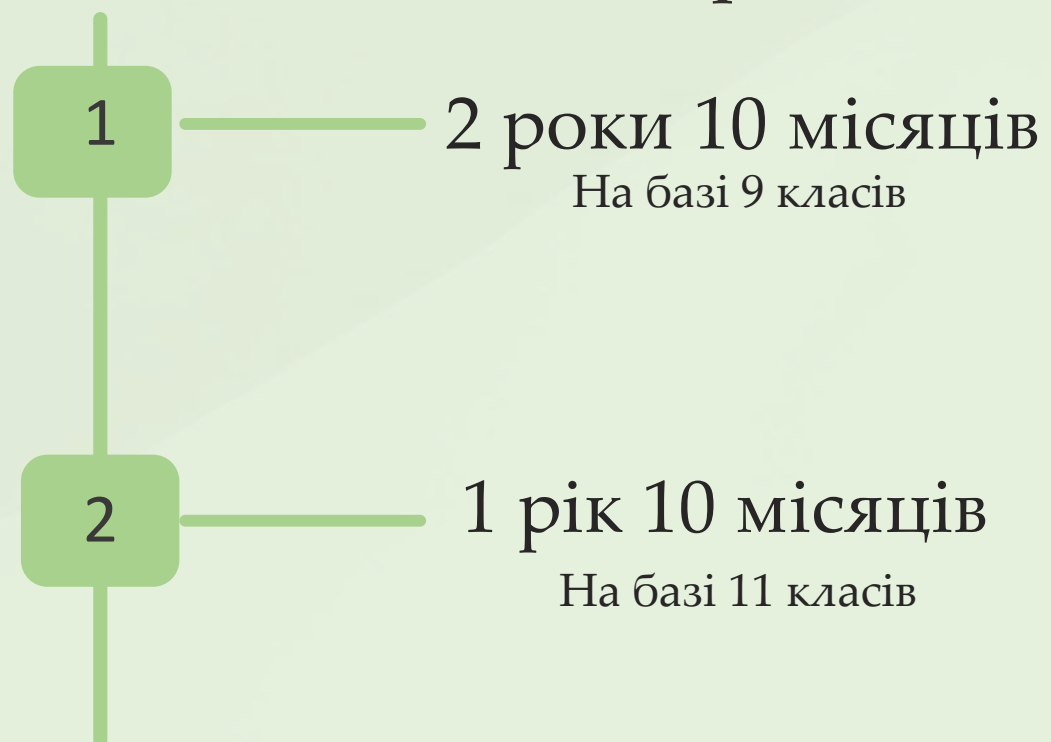 1
2 роки 10 місяців
На базі 9 класів
2
1 рік 10 місяців
На базі 11 класів